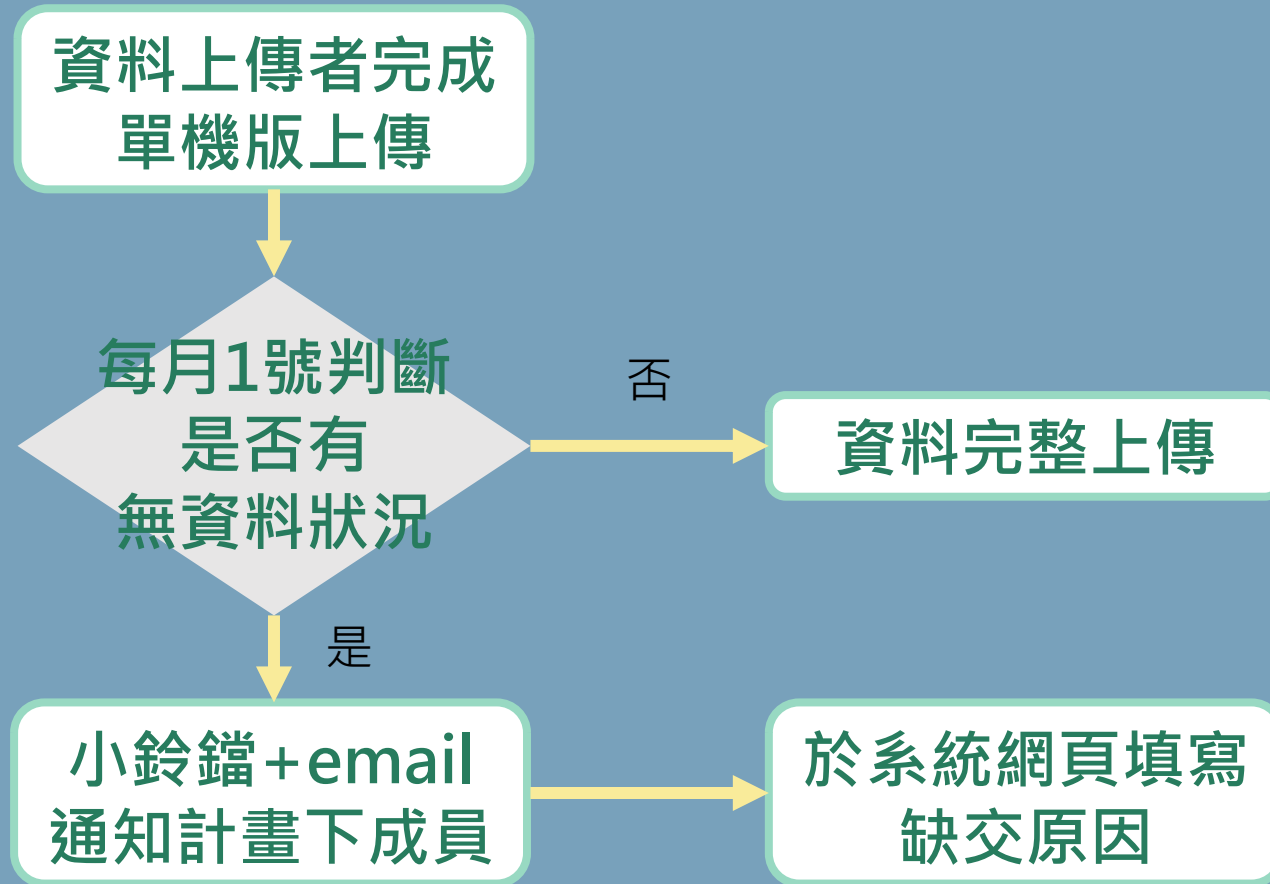 資料上傳者完成
單機版上傳
每月1號判斷
是否有
無資料狀況
否
資料完整上傳
是
小鈴鐺+email
通知計畫下成員
於系統網頁填寫
缺交原因